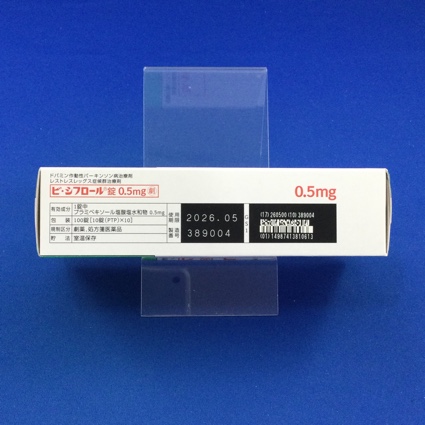 ドパミン作動性パーキンソン病治療剤
レストレスレッグス症候群治療剤
ビ・シフロール®錠 0.5mg 劇
0.5mg
有効成分 1錠中
プラミペキソール塩酸塩水和物 0.5mg
包装 100錠[10錠(PTP)×10]
規制区分 劇薬、処方箋医薬品
貯法 室温保存
使用期限 2026.05
製造番号 389004
GS1
(17) 260500 (10) 389004
(01) 14987413810613